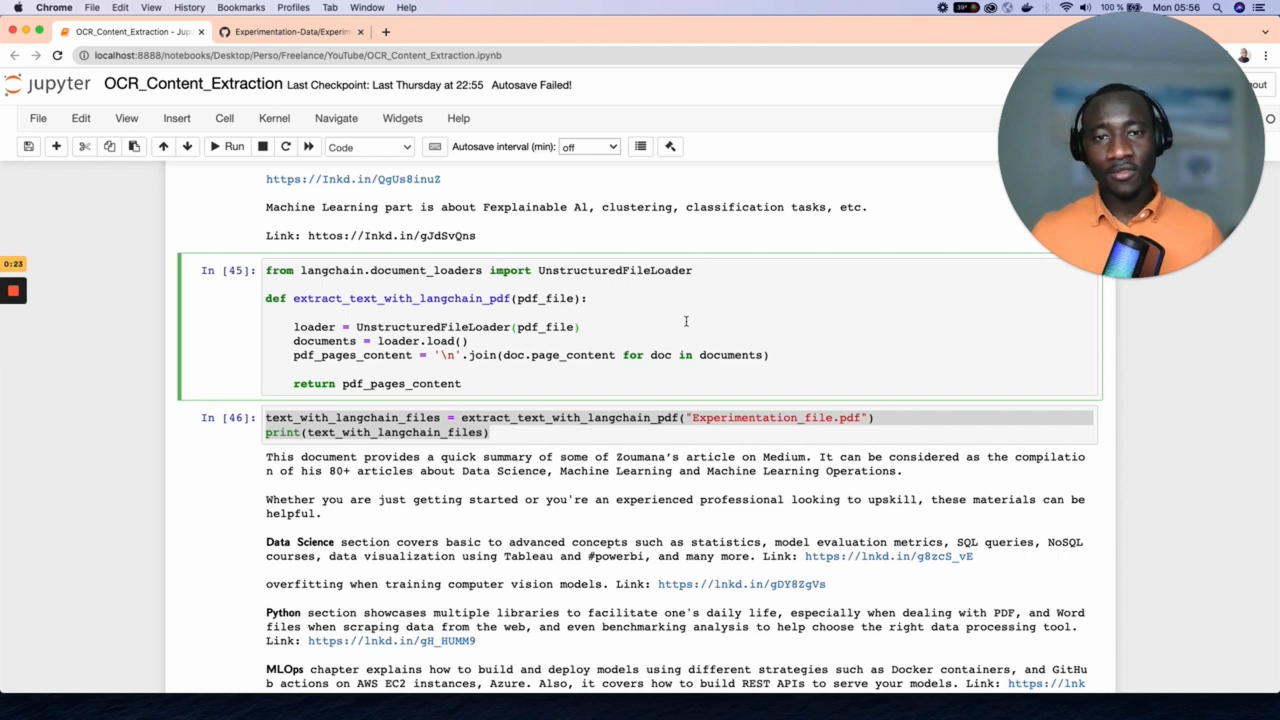 Chrome File Edit View History Bookmarks Profiles Tab Window Help 39° 100 % Mon 05:56
OCR_Content_Extraction - Jup Experimentation-Data/Experim
localhost:8888/notebooks/Desktop/Perso/Freelance/YouTube/OCR_Content_Extraction.ipynb
jupyter OCR_Content_Extraction Last Checkpoint: Last Thursday at 22:55 Autosave Failed!
File Edit View Insert Cell Kernel Navigate Widgets Help
Run Code Autosave interval (min): off
https://Inkd.in/QgUs8inuZ
Machine Learning part is about Fexplainable Al, clustering, classification tasks, etc.
Link: httos://Inkd.in/gJdSvQns
0:23
In [45]: from langchain.document_loaders import UnstructuredFileLoader
def extract_text_with_langchain_pdf(pdf_file):
loader = UnstructuredFileLoader(pdf_file)
documents = loader.load()
pdf_pages_content = '\n'.join(doc.page_content for doc in documents)
return pdf_pages_content
In [46]: text_with_langchain_files = extract_text_with_langchain_pdf("Experimentation_file.pdf")
print(text_with_langchain_files)
This document provides a quick summary of some of Zoumana's article on Medium. It can be considered as the compilatio
n of his 80+ articles about Data Science, Machine Learning and Machine Learning Operations.
Whether you are just getting started or you're an experienced professional looking to upskill, these materials can be
helpful.
Data Science section covers basic to advanced concepts such as statistics, model evaluation metrics, SQL queries, NoSQL
courses, data visualization using Tableau and #powerbi, and many more. Link: https://lnkd.in/g8zcS_vE
overfitting when training computer vision models. Link: https://lnkd.in/gDY8ZgVs
Python section showcases multiple libraries to facilitate one's daily life, especially when dealing with PDF, and Word
files when scraping data from the web, and even benchmarking analysis to help choose the right data processing tool.
Link: https://lnkd.in/gH_HUMM9
MLOps chapter explains how to build and deploy models using different strategies such as Docker containers, and GitHu
b actions on AWS EC2 instances, Azure. Also, it covers how to build REST APIs to serve your models. Link: https://lnk